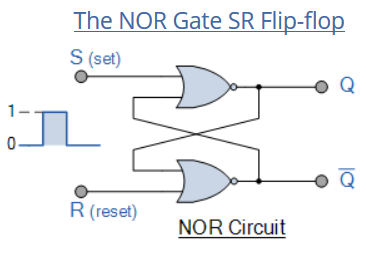 The NOR Gate SR Flip-flop
S (set)
Q
1
0
Q̅
R (reset)
NOR Circuit